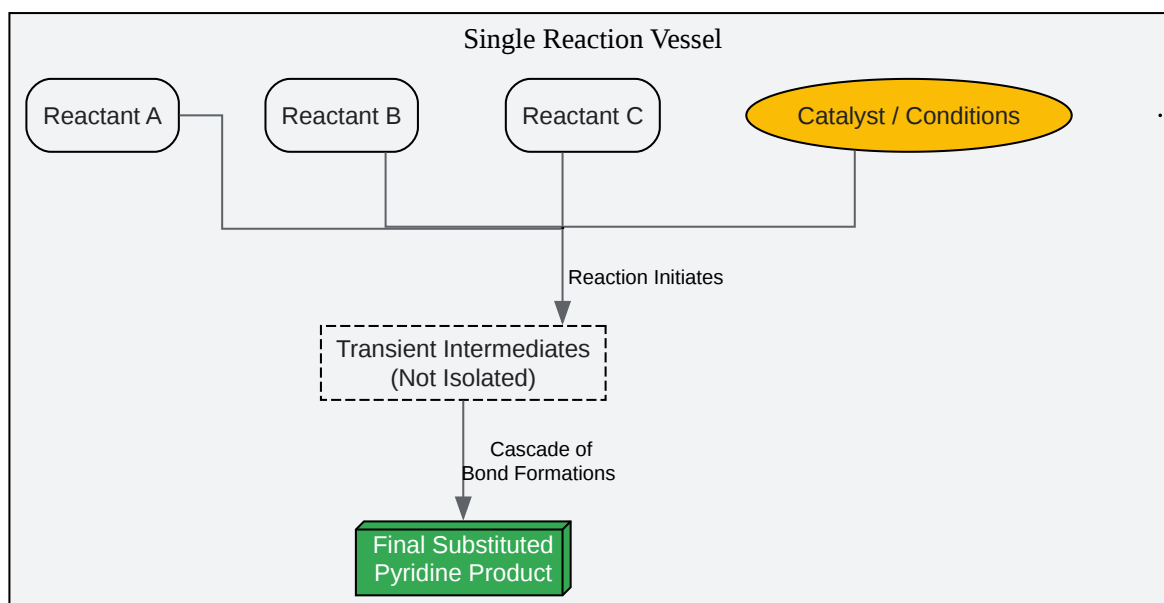 Single Reaction Vessel
Reactant A
Reactant B
Reactant C
Catalyst / Conditions
Reaction Initiates
Transient Intermediates
(Not Isolated)
Cascade of
Bond Formations
Final Substituted
Pyridine Product